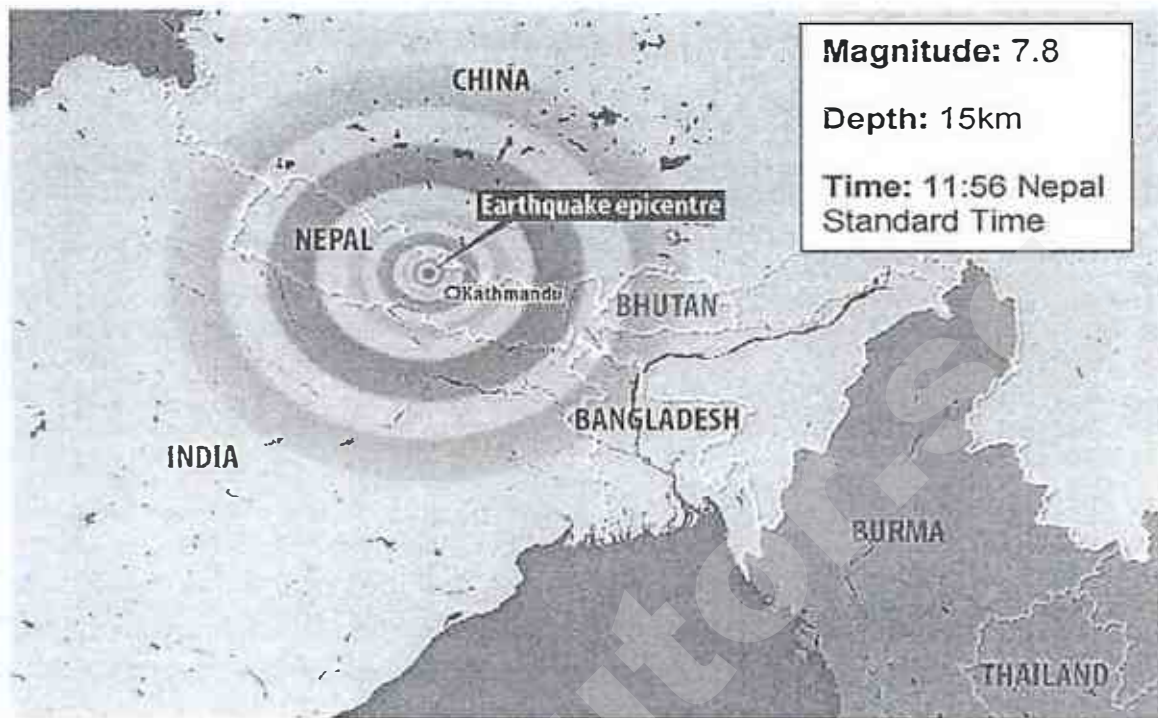 Magnitude: 7.8
Depth: 15km
Time: 11:56 Nepal
Standard Time
CHINA
Earthquake epicentre
NEPAL
Kathmandu
BHUTAN
BANGLADESH
INDIA
BURMA
THAILAND